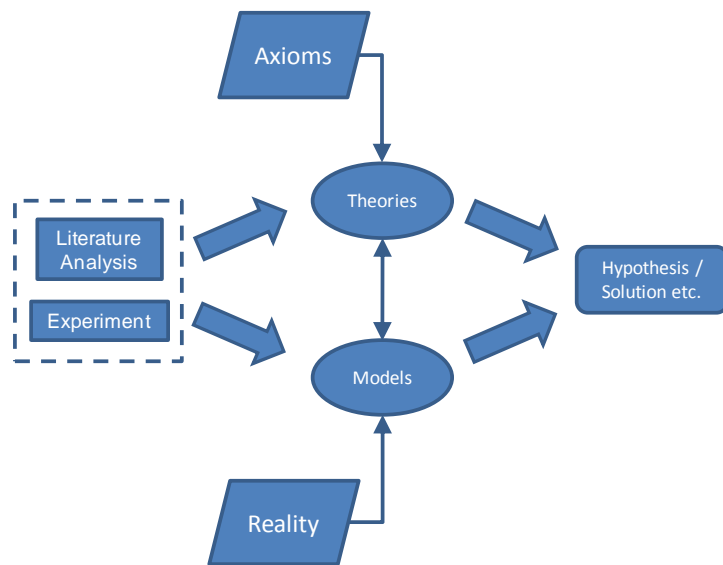 Axioms
Theories
Literature
Analysis
Experiment
Hypothesis /
Solution etc.
Models
Reality